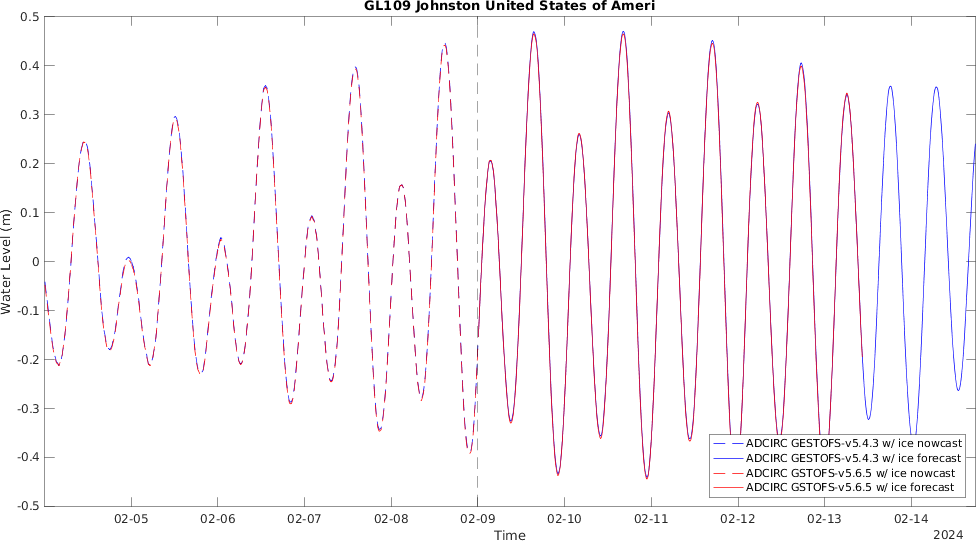 GL109 Johnston United States of Ameri
0.5
0.4
0.3
0.2
0.1
0
-0.1
-0.2
-0.3
-0.4
-0.5
Water Level (m)
02-05 02-06 02-07 02-08 02-09 02-10 02-11 02-12 02-13 02-14
Time
2024
ADCIRC GESTOFS-v5.4.3 w/ ice nowcast
ADCIRC GESTOFS-v5.4.3 w/ ice forecast
ADCIRC GSTOFS-v5.6.5 w/ ice nowcast
ADCIRC GSTOFS-v5.6.5 w/ ice forecast